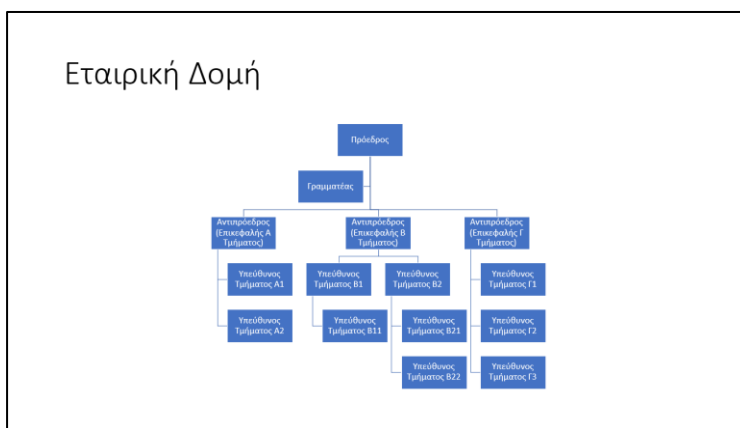 Εταιρική Δομή
Πρόεδρος
Γραμματέας
Αντιπρόεδρος
(Επικεφαλής Α
Τμήματος)
Αντιπρόεδρος
(Επικεφαλής Β
Τμήματος)
Αντιπρόεδρος
(Επικεφαλής Γ
Τμήματος)
Υπεύθυνος
Τμήματος Α1
Υπεύθυνος
Τμήματος Β1
Υπεύθυνος
Τμήματος Β2
Υπεύθυνος
Τμήματος Γ1
Υπεύθυνος
Τμήματος Α2
Υπεύθυνος
Τμήματος Β11
Υπεύθυνος
Τμήματος Β21
Υπεύθυνος
Τμήματος Γ2
Υπεύθυνος
Τμήματος Β22
Υπεύθυνος
Τμήματος Γ3